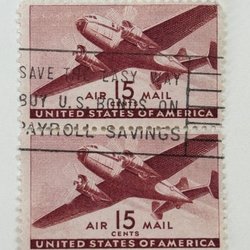 SAVE THE EASY WAY
15
AIR MAIL
CENTS
BUY U.S. BONDS ON
UNITED STATES OF AMERICA
PAYROLL SAVINGS
15
AIR MAIL
CENTS
UNITED STATES OF AMERICA